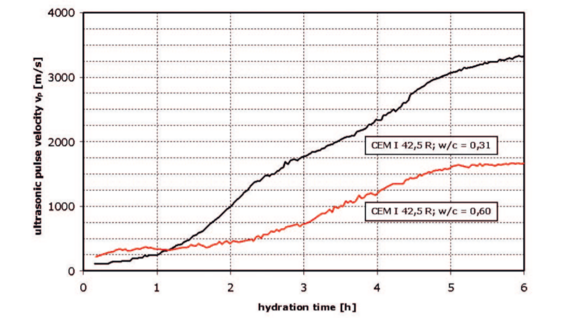 4000
3000
2000
1000
0
ultrasonic pulse velocity vp [m/s]
CEM I 42,5 R; w/c = 0,31
CEM I 42,5 R; w/c = 0,60
0 1 2 3 4 5 6
hydration time [h]